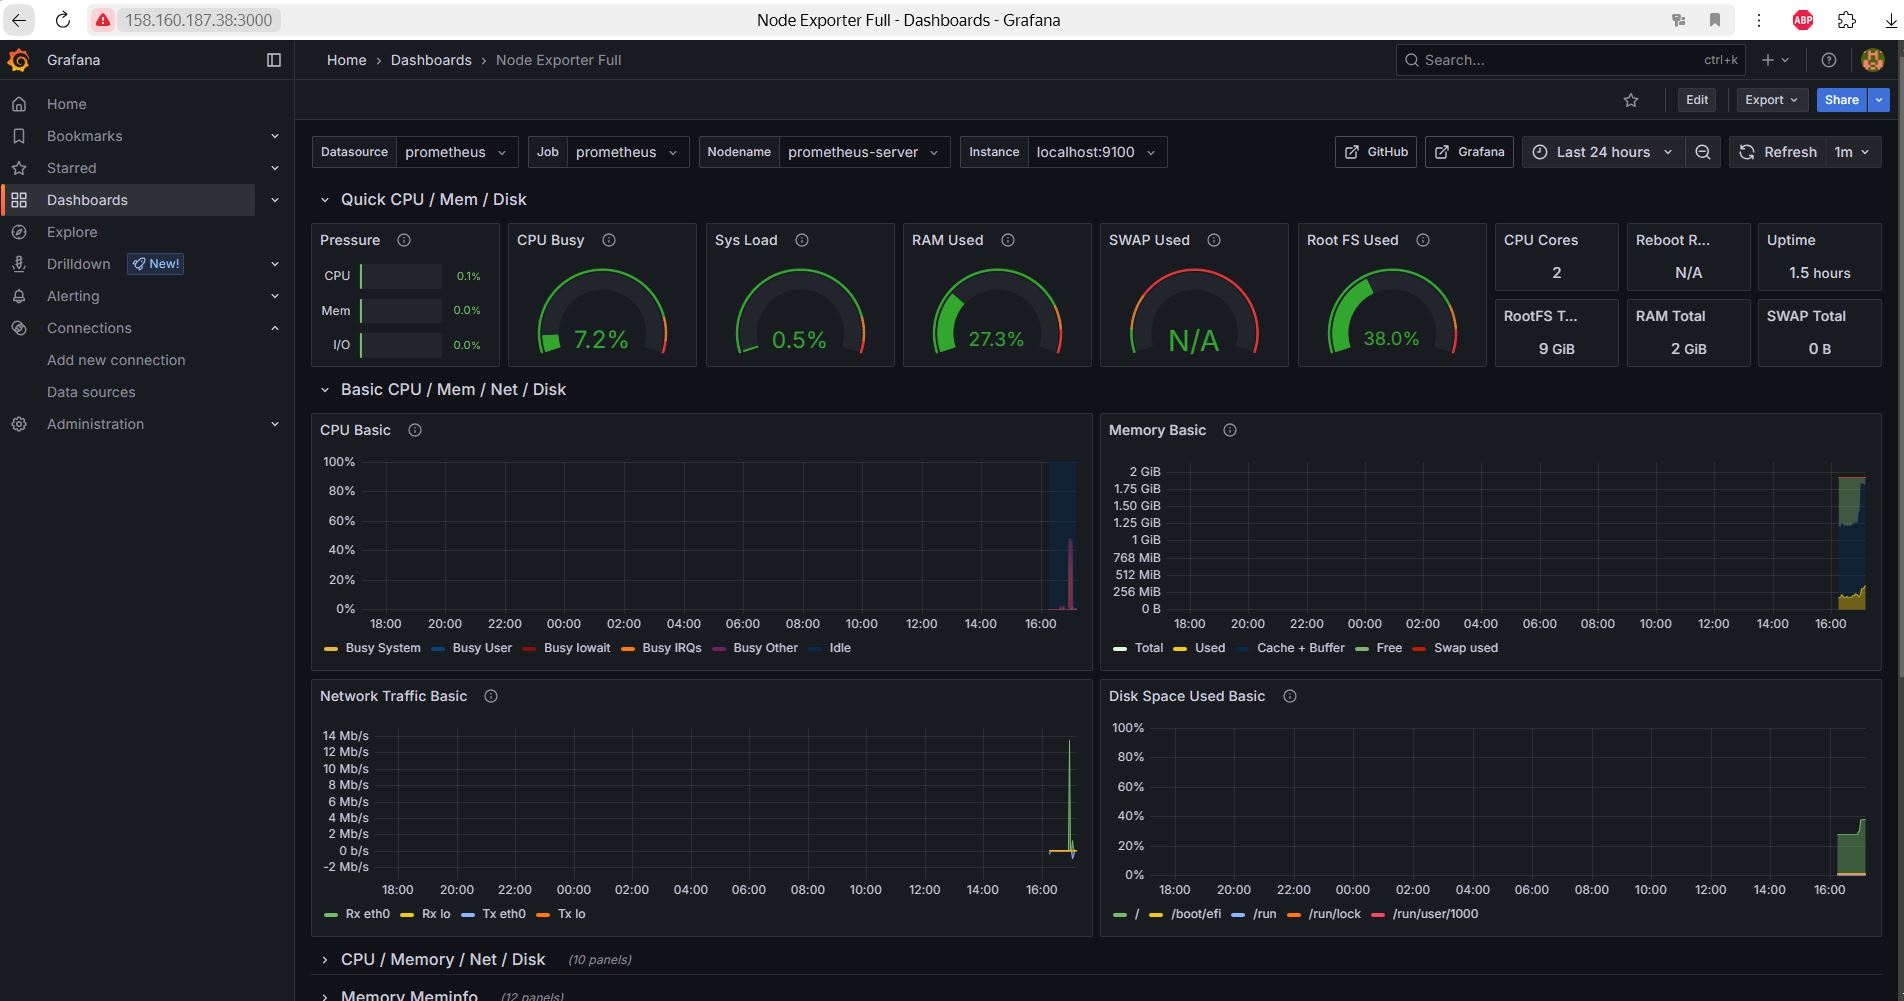 158.160.187.38:3000
Node Exporter Full - Dashboards - Grafana
ABP
Grafana
Home › Dashboards › Node Exporter Full
Search...
ctrl+k
Home
Bookmarks
Starred
Dashboards
Explore
Drilldown
New!
Alerting
Connections
Add new connection
Data sources
Administration
Edit
Export
Share
Datasource prometheus
Job prometheus
Nodename prometheus-server
Instance localhost:9100
GitHub
Grafana
Last 24 hours
Refresh
1m
Quick CPU / Mem / Disk
Pressure
CPU 0.1%
Mem 0.0%
I/O 0.0%
CPU Busy
7.2%
Sys Load
0.5%
RAM Used
27.3%
SWAP Used
N/A
Root FS Used
38.0%
CPU Cores
2
Reboot R...
N/A
Uptime
1.5 hours
RootFS T...
9 GiB
RAM Total
2 GiB
SWAP Total
0 B
Basic CPU / Mem / Net / Disk
CPU Basic
100%
80%
60%
40%
20%
0%
18:00 20:00 22:00 00:00 02:00 04:00 06:00 08:00 10:00 12:00 14:00 16:00
Busy System Busy User Busy Iowait Busy IRQs Busy Other Idle
Memory Basic
2 GiB
1.75 GiB
1.50 GiB
1.25 GiB
1 GiB
768 MiB
512 MiB
256 MiB
0 B
18:00 20:00 22:00 00:00 02:00 04:00 06:00 08:00 10:00 12:00 14:00 16:00
Total Used Cache + Buffer Free Swap used
Network Traffic Basic
14 Mb/s
12 Mb/s
10 Mb/s
8 Mb/s
6 Mb/s
4 Mb/s
2 Mb/s
0 b/s
-2 Mb/s
18:00 20:00 22:00 00:00 02:00 04:00 06:00 08:00 10:00 12:00 14:00 16:00
Rx eth0 Rx lo Tx eth0 Tx lo
Disk Space Used Basic
100%
80%
60%
40%
20%
0%
18:00 20:00 22:00 00:00 02:00 04:00 06:00 08:00 10:00 12:00 14:00 16:00
/ /boot/efi /run /run/lock /run/user/1000
CPU / Memory / Net / Disk (10 panels)
Memory Meminfo (12 panels)